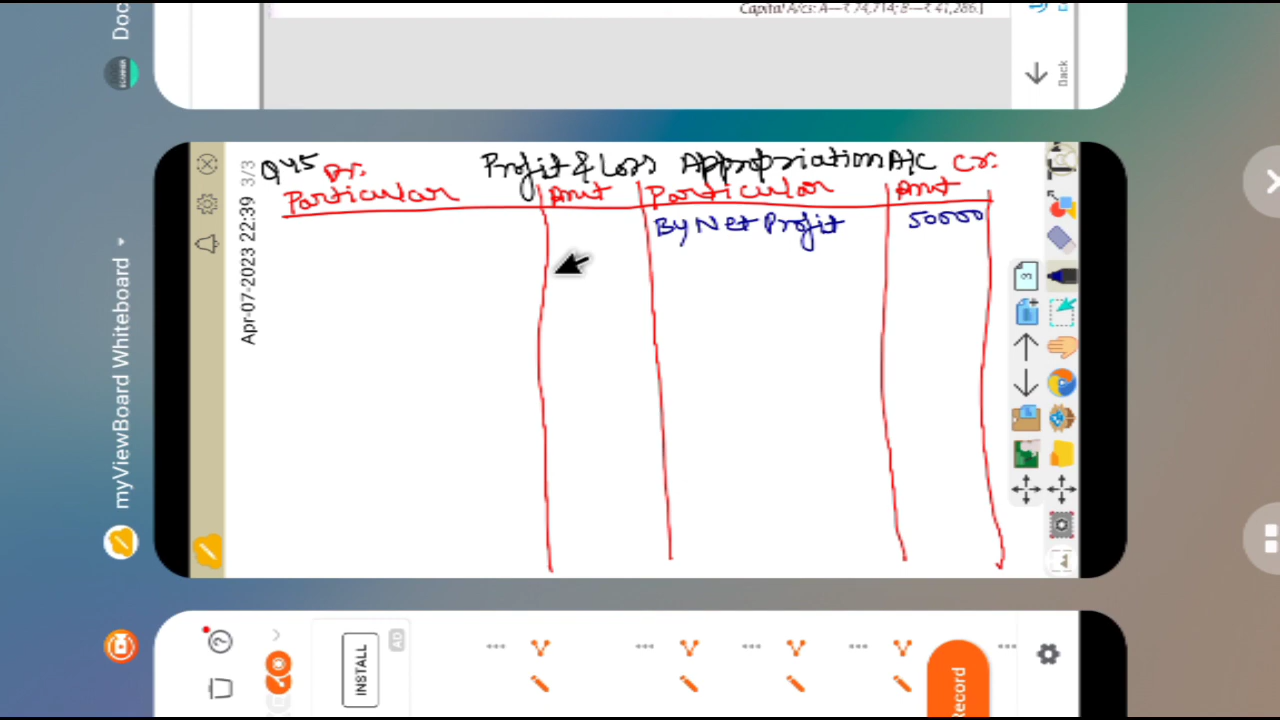 Doc
Capital A/cs: A—₹ 74,714; B—₹ 41,286.]
Back
myViewBoard Whiteboard
Apr-07-2023 22:39 3/3
Q45 Dr. Profit & Loss Appropriation A/C Cr.
Particular Amt Particular Amt
By Net Profit 50000
3
INSTALL
AD
Record